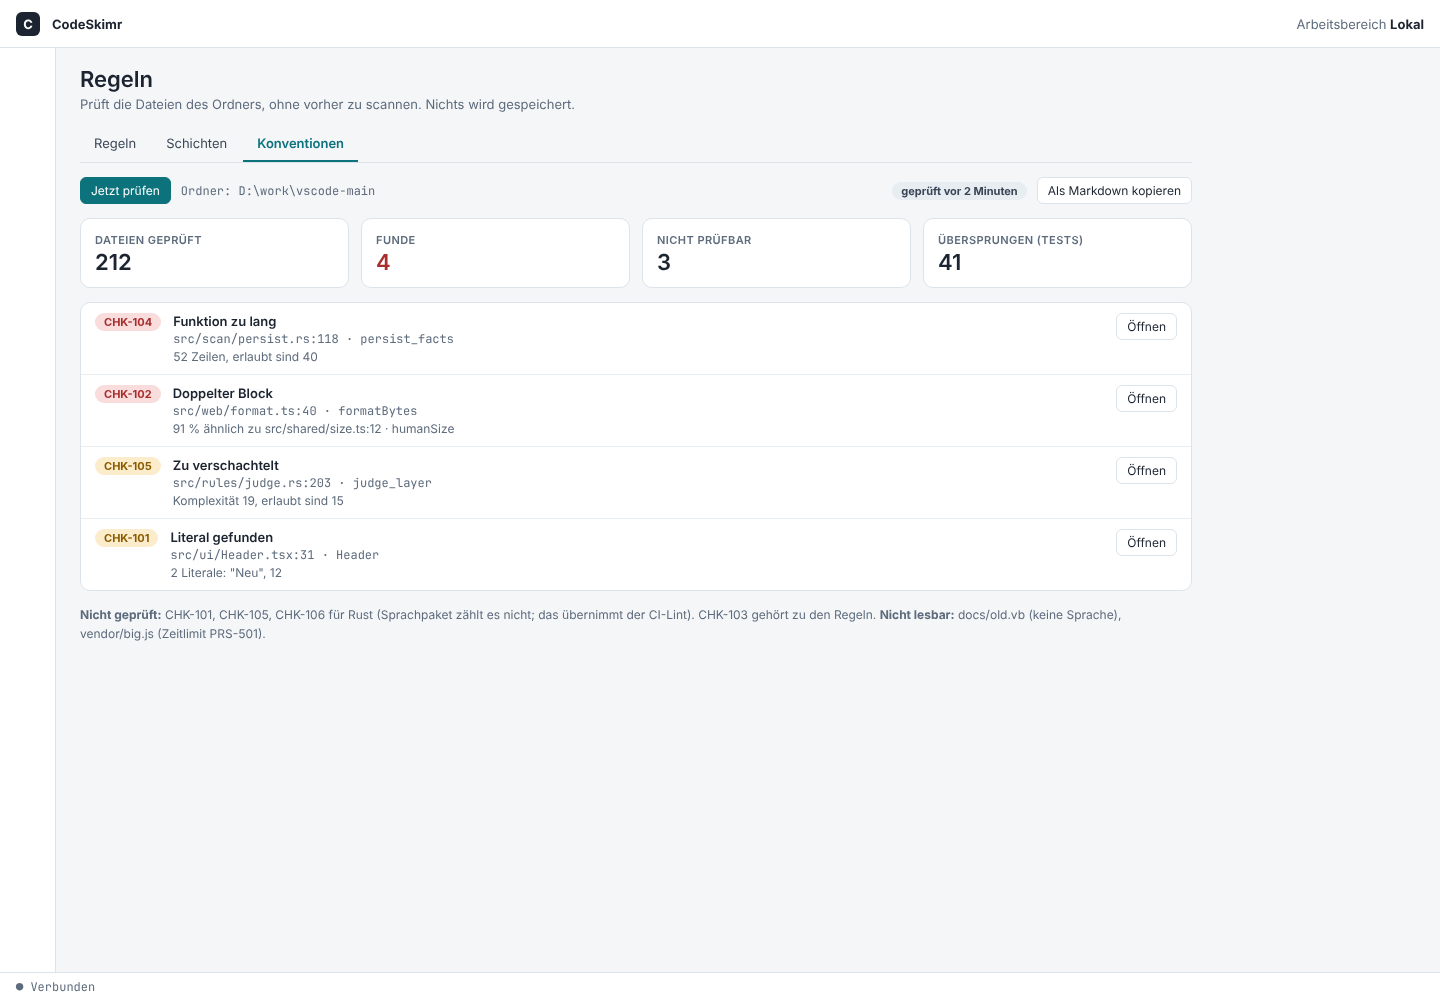 C CodeSkimr
Arbeitsbereich Lokal
Regeln
Prüft die Dateien des Ordners, ohne vorher zu scannen. Nichts wird gespeichert.
Regeln Schichten Konventionen
Jetzt prüfen Ordner: D:\work\vscode-main geprüft vor 2 Minuten Als Markdown kopieren
DATEIEN GEPRÜFT
212
FUNDE
4
NICHT PRÜFBAR
3
ÜBERSPRUNGEN (TESTS)
41
CHK-104 Funktion zu lang Öffnen
src/scan/persist.rs:118 · persist_facts
52 Zeilen, erlaubt sind 40
CHK-102 Doppelter Block Öffnen
src/web/format.ts:40 · formatBytes
91 % ähnlich zu src/shared/size.ts:12 · humanSize
CHK-105 Zu verschachtelt Öffnen
src/rules/judge.rs:203 · judge_layer
Komplexität 19, erlaubt sind 15
CHK-101 Literal gefunden Öffnen
src/ui/Header.tsx:31 · Header
2 Literale: "Neu", 12
Nicht geprüft: CHK-101, CHK-105, CHK-106 für Rust (Sprachpaket zählt es nicht; das übernimmt der CI-Lint). CHK-103 gehört zu den Regeln. Nicht lesbar: docs/old.vb (keine Sprache),
vendor/big.js (Zeitlimit PRS-501).
Verbunden